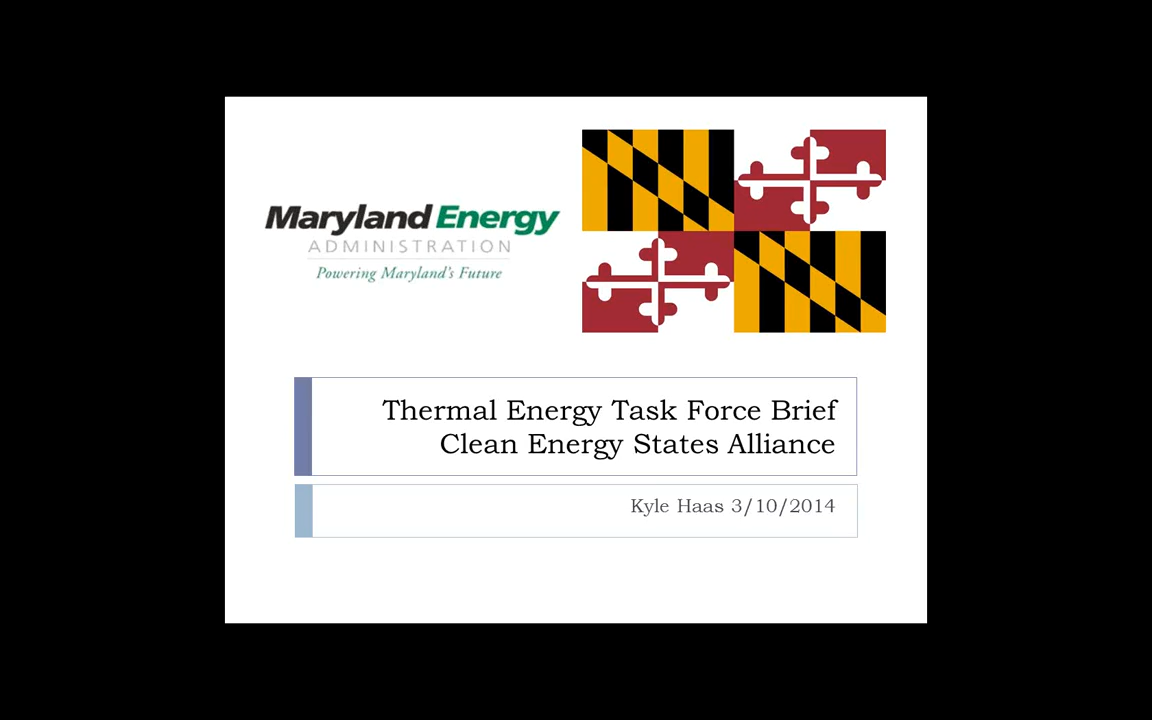 Maryland Energy
ADMINISTRATION
Powering Maryland's Future
Thermal Energy Task Force Brief
Clean Energy States Alliance
Kyle Haas 3/10/2014